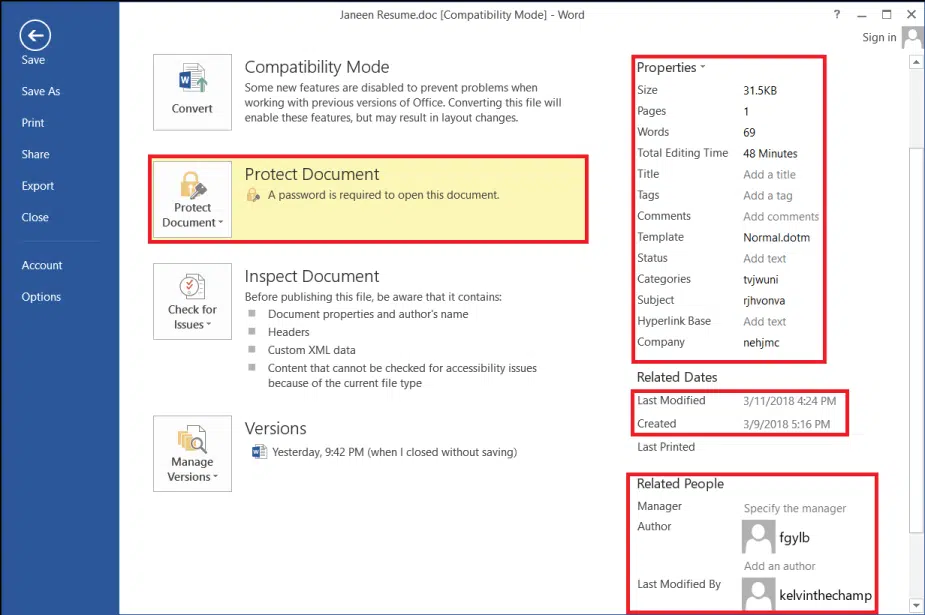 Janeen Resume.doc [Compatibility Mode] - Word
?
Sign in
Save
Save As
Print
Share
Export
Close
Account
Options
Convert
Compatibility Mode
Some new features are disabled to prevent problems when
working with previous versions of Office. Converting this file will
enable these features, but may result in layout changes.
Protect
Document
Protect Document
A password is required to open this document.
Check for
Issues
Inspect Document
Before publishing this file, be aware that it contains:
Document properties and author's name
Headers
Custom XML data
Content that cannot be checked for accessibility issues
because of the current file type
Manage
Versions
Versions
Yesterday, 9:42 PM (when I closed without saving)
Properties
Size 31.5KB
Pages 1
Words 69
Total Editing Time 48 Minutes
Title Add a title
Tags Add a tag
Comments Add comments
Template Normal.dotm
Status Add text
Categories tvjwuni
Subject rjhvonva
Hyperlink Base Add text
Company nehjmc
Related Dates
Last Modified 3/11/2018 4:24 PM
Created 3/9/2018 5:16 PM
Last Printed
Related People
Manager Specify the manager
Author fgylb
Add an author
Last Modified By kelvinthechamp